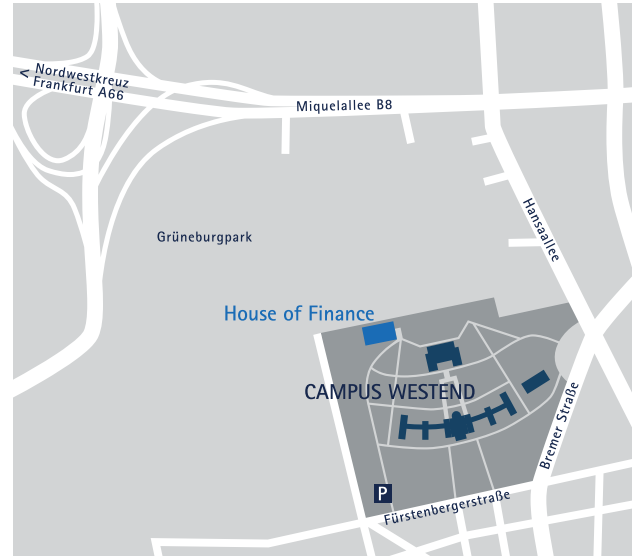 < Nordwestkreuz
Frankfurt A66
Miquelallee B8
Hansaallee
Grüneburgpark
House of Finance
CAMPUS WESTEND
Bremer Straße
P
Fürstenbergerstraße